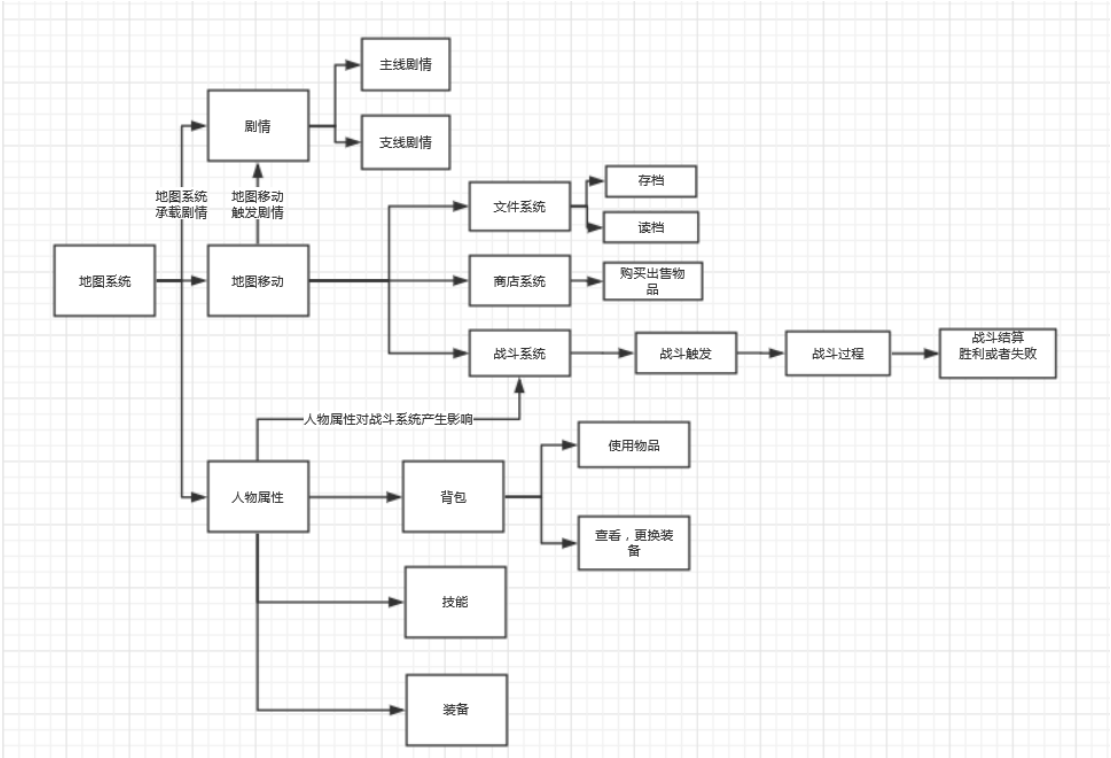 主线剧情
剧情
支线剧情
地图系统
承载剧情
地图移动
触发剧情
存档
文件系统
读档
地图系统
地图移动
商店系统
购买出售物
品
战斗系统
战斗触发
战斗过程
战斗结算
胜利或者失败
人物属性对战斗系统产生影响
使用物品
人物属性
背包
查看，更换装
备
技能
装备